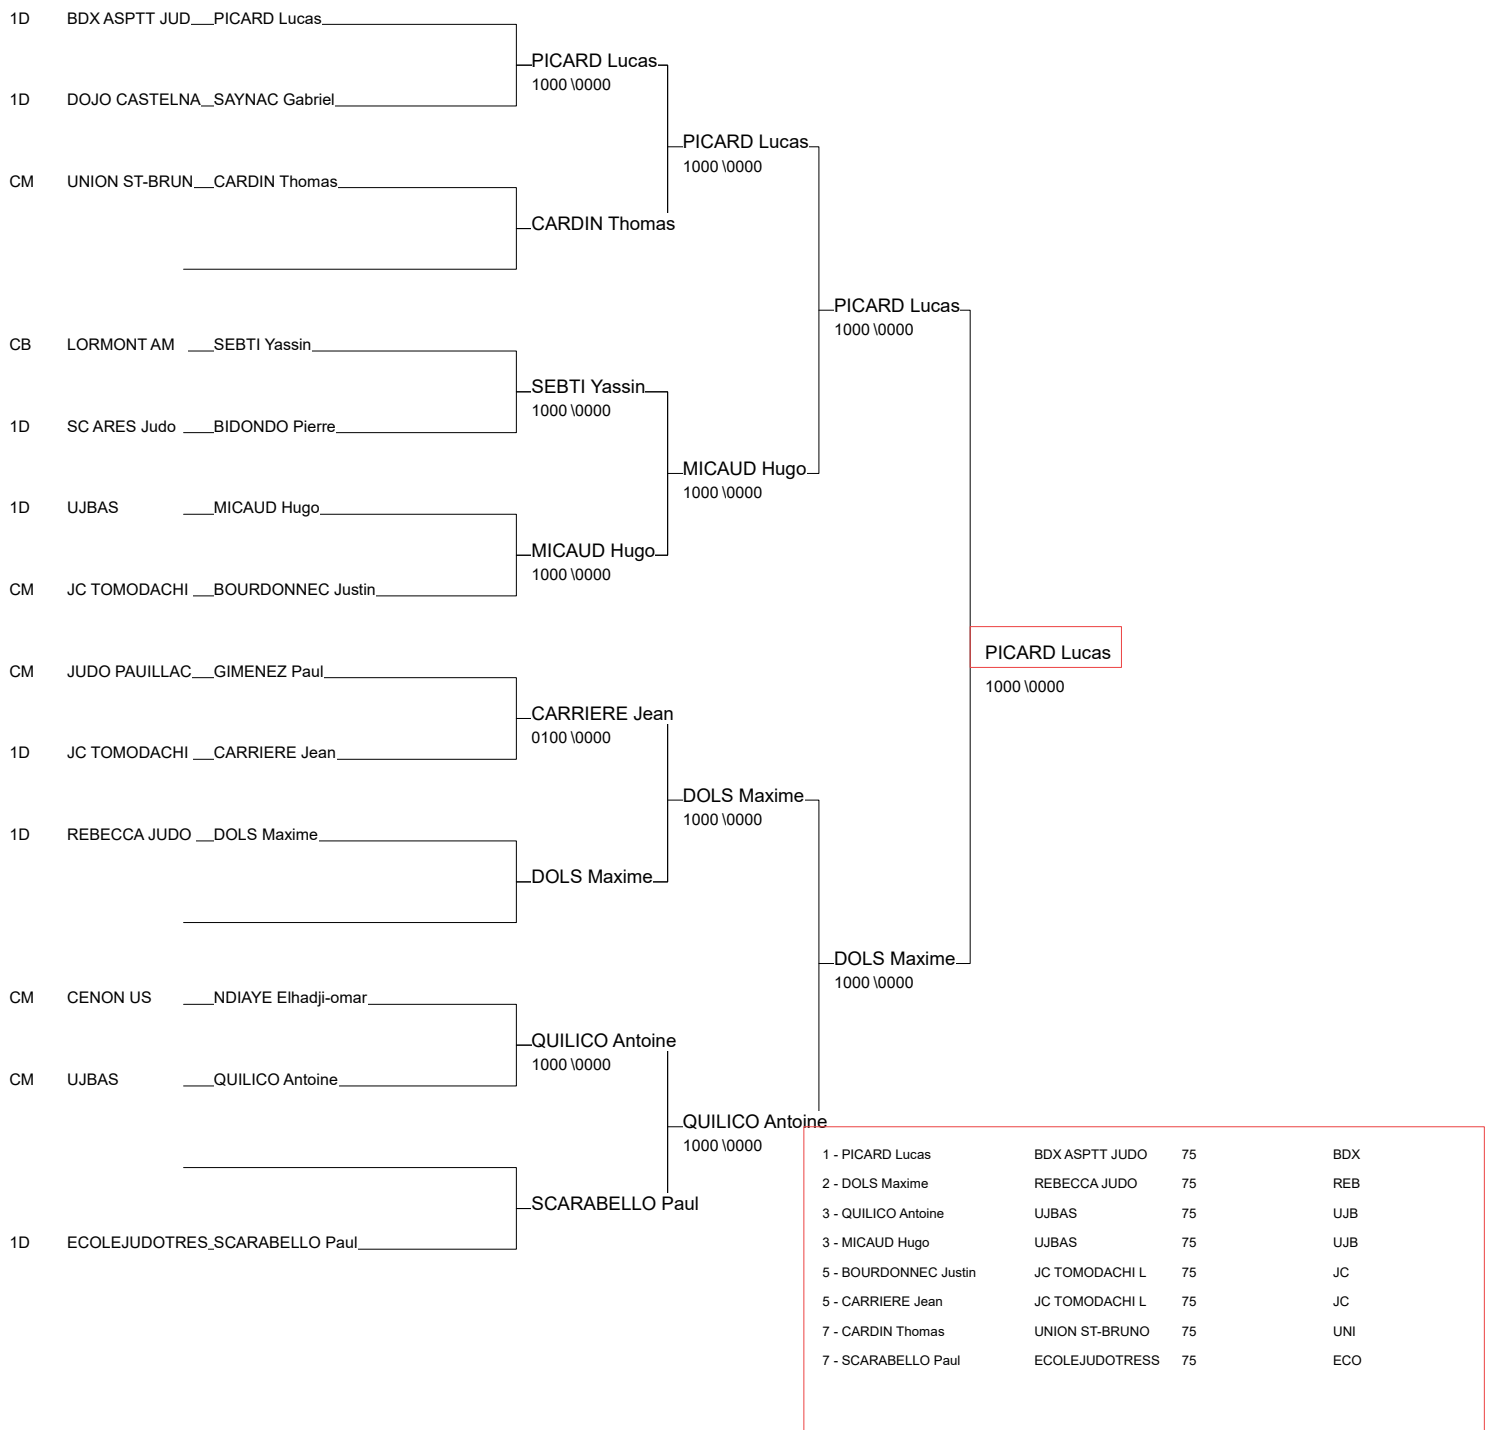 1D BDX ASPTT JUD PICARD Lucas
PICARD Lucas
1000 \0000
1D DOJO CASTELNA SAYNAC Gabriel
PICARD Lucas
1000 \0000
CM UNION ST-BRUN CARDIN Thomas
CARDIN Thomas
PICARD Lucas
1000 \0000
CB LORMONT AM SEBTI Yassin
SEBTI Yassin
1000 \0000
1D SC ARES Judo BIDONDO Pierre
MICAUD Hugo
1000 \0000
1D UJBAS MICAUD Hugo
MICAUD Hugo
1000 \0000
CM JC TOMODACHI BOURDONNEC Justin
PICARD Lucas
1000 \0000
CM JUDO PAUILLAC GIMENEZ Paul
CARRIERE Jean
0100 \0000
1D JC TOMODACHI CARRIERE Jean
DOLS Maxime
1000 \0000
1D REBECCA JUDO DOLS Maxime
DOLS Maxime
DOLS Maxime
1000 \0000
CM CENON US NDIAYE Elhadji-omar
QUILICO Antoine
1000 \0000
CM UJBAS QUILICO Antoine
QUILICO Antoine
1000 \0000
SCARABELLO Paul
1D ECOLEJUDOTRES SCARABELLO Paul
1 - PICARD Lucas BDX ASPTT JUDO 75 BDX
2 - DOLS Maxime REBECCA JUDO 75 REB
3 - QUILICO Antoine UJBAS 75 UJB
3 - MICAUD Hugo UJBAS 75 UJB
5 - BOURDONNEC Justin JC TOMODACHI L 75 JC
5 - CARRIERE Jean JC TOMODACHI L 75 JC
7 - CARDIN Thomas UNION ST-BRUNO 75 UNI
7 - SCARABELLO Paul ECOLEJUDOTRESS 75 ECO